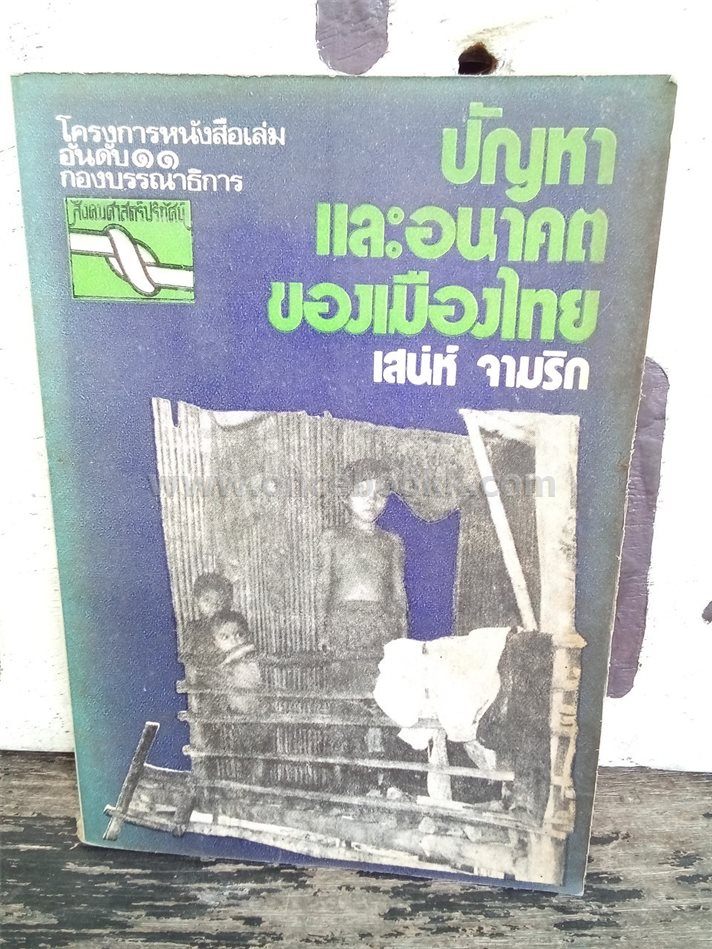 โครงการหนังสือเล่ม
อันดับ๑๑
กองบรรณาธิการ
สังคมศาสตร์ปริทัศน์
ปัญหา
และอนาคต
ของเมืองไทย
เสน่ห์ จามริก